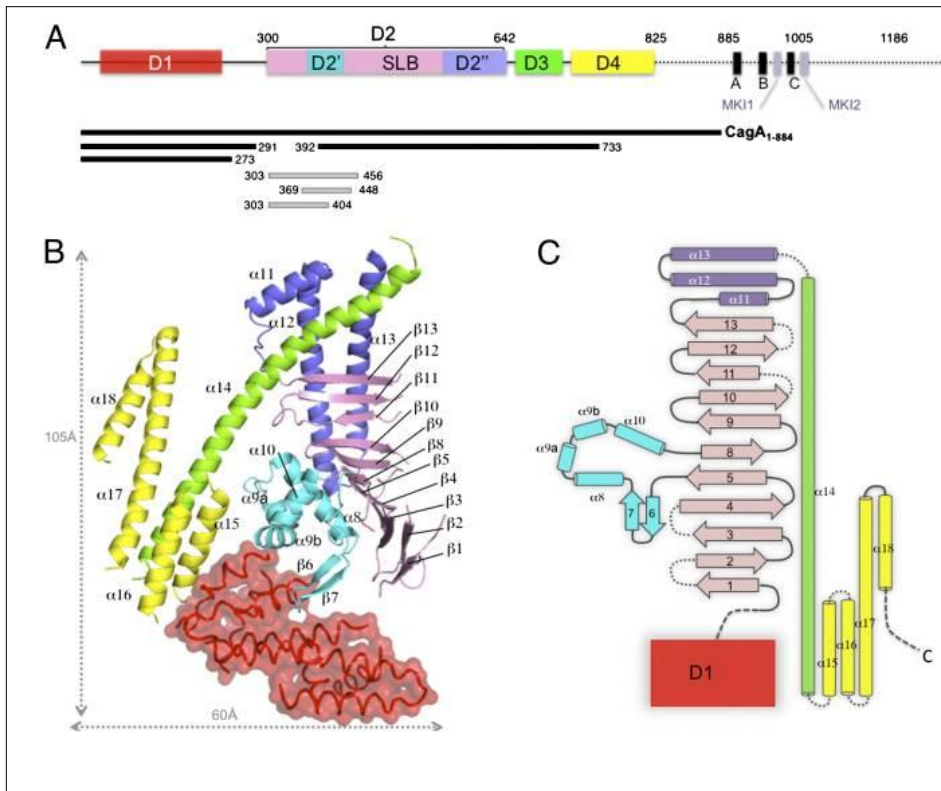 A
D2
300 642 825 885 1005 1186
D1 D2' SLB D2" D3 D4
A B C
MKI1 MKI2
CagA1-884
291 392 733
273
303 456
369 448
303 404
B
105Å
60Å
α11
α12
α13
α14
α18
α17
α15
α16
α10
α9a
α9b
α8
β13
β12
β11
β10
β9
β8
β5
β4
β3
β2
β1
β6
β7
C
α13
α12
α11
13
12
11
10
9
8
5
4
3
2
1
α9b α10
α9a
α8
7 6
α14
α18
α17
α16
α15
D1
C